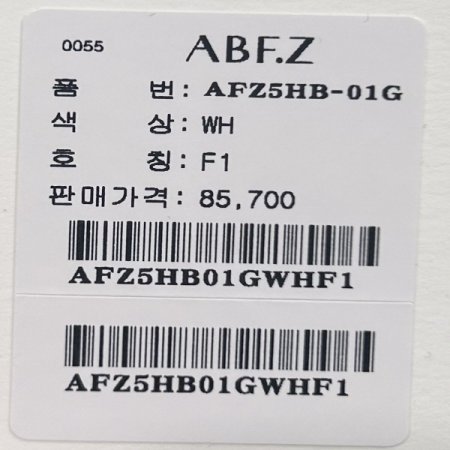 0055 ABF.Z
품 번: AFZ5HB-01G
색 상: WH
호 칭: F1
판매가격: 85,700
AFZ5HB01GWHF1
AFZ5HB01GWHF1